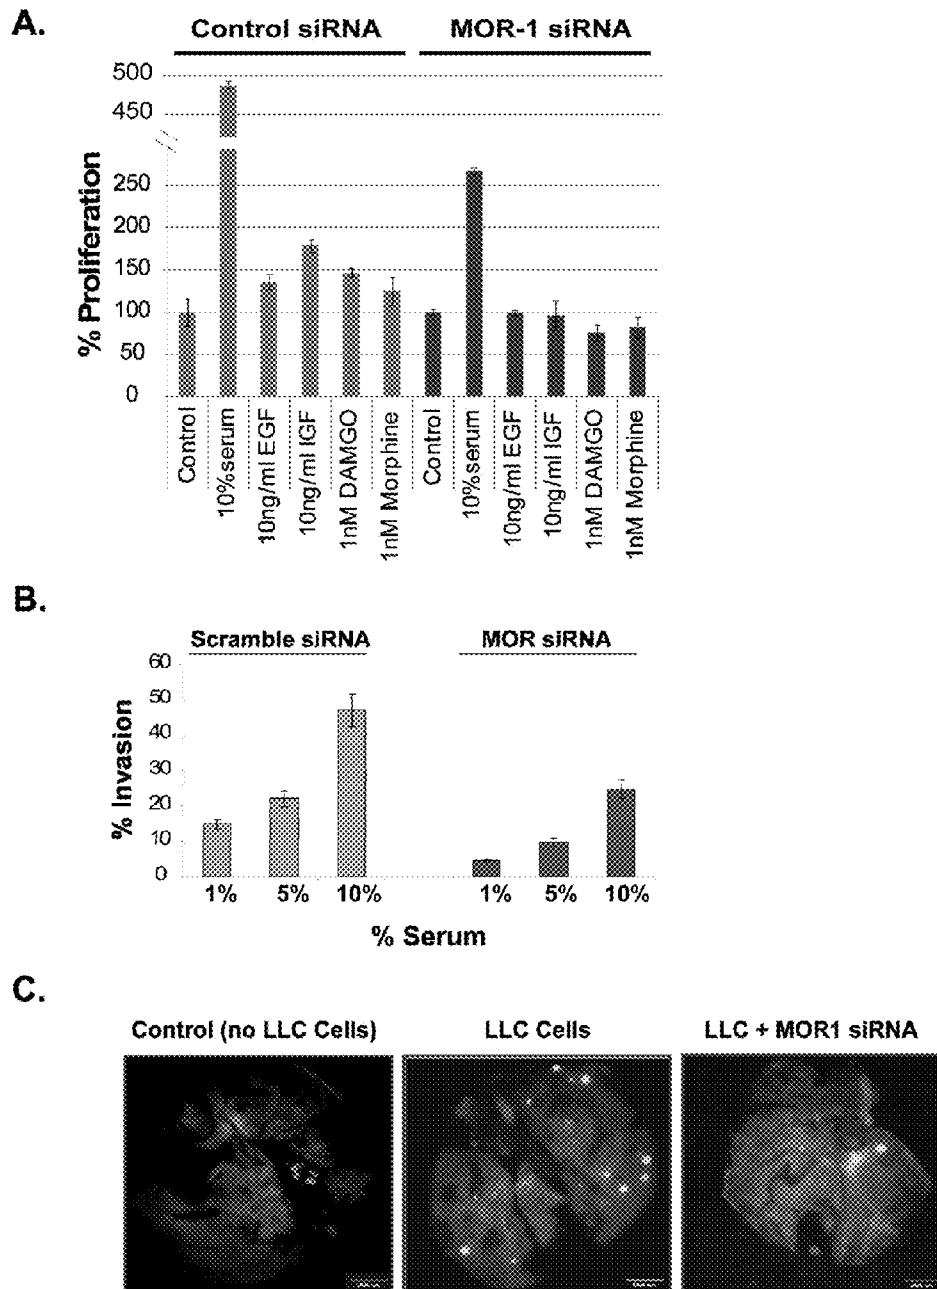 A.
Control siRNA MOR-1 siRNA
% Proliferation
500
450
250
200
150
100
50
0
Control
10%serum
10ng/ml EGF
10ng/ml IGF
1nM DAMGO
1nM Morphine
Control
10%serum
10ng/ml EGF
10ng/ml IGF
1nM DAMGO
1nM Morphine
B.
Scramble siRNA MOR siRNA
% Invasion
60
50
40
30
20
10
0
1% 5% 10% 1% 5% 10%
% Serum
C.
Control (no LLC Cells) LLC Cells LLC + MOR1 siRNA